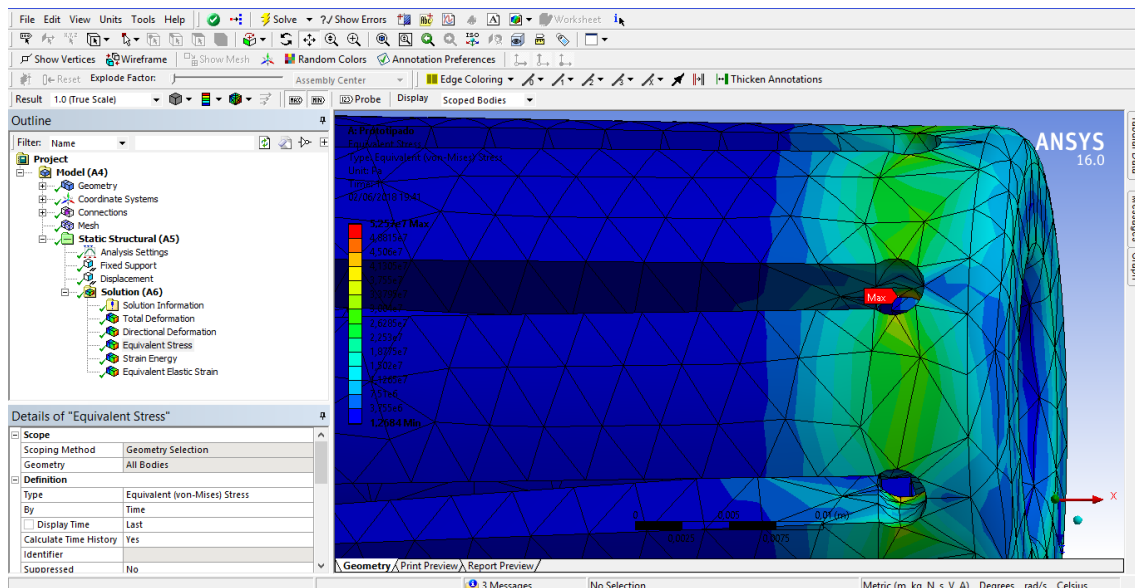 File Edit View Units Tools Help Solve ?/ Show Errors Worksheet
Show Vertices Wireframe Show Mesh Random Colors Annotation Preferences
Reset Explode Factor: Assembly Center Edge Coloring Thicken Annotations
Result 1.0 (True Scale) Probe Display Scoped Bodies
Outline
Filter: Name
Project
Model (A4)
Geometry
Coordinate Systems
Connections
Mesh
Static Structural (A5)
Analysis Settings
Fixed Support
Displacement
Solution (A6)
Solution Information
Total Deformation
Directional Deformation
Equivalent Stress
Strain Energy
Equivalent Elastic Strain
Details of "Equivalent Stress"
Scope
Scoping Method Geometry Selection
Geometry All Bodies
Definition
Type Equivalent (von-Mises) Stress
By Time
Display Time Last
Calculate Time History Yes
Identifier
Suppressed No
ANSYS
16.0
Max
0 0.005 0.01 (m)
0.0075
X
Geometry Print Preview Report Preview
3 Messages No Selection Metric (m, kg, N, s, V, A) Degrees rad/s Celsius